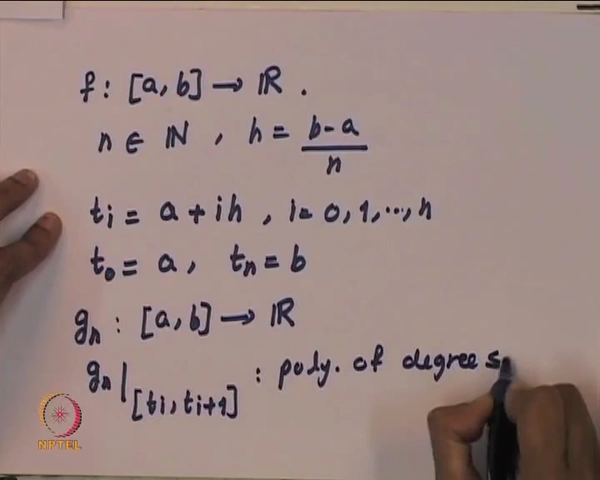 f : [a, b] → ℝ .
n ∈ ℕ , h = (b-a)/n
tᵢ = a + ih , i = 0, 1, ..., n
t₀ = a , tₙ = b
gₙ : [a, b] → ℝ
gₙ|[tᵢ, tᵢ₊₁] : poly. of degree
NPTEL